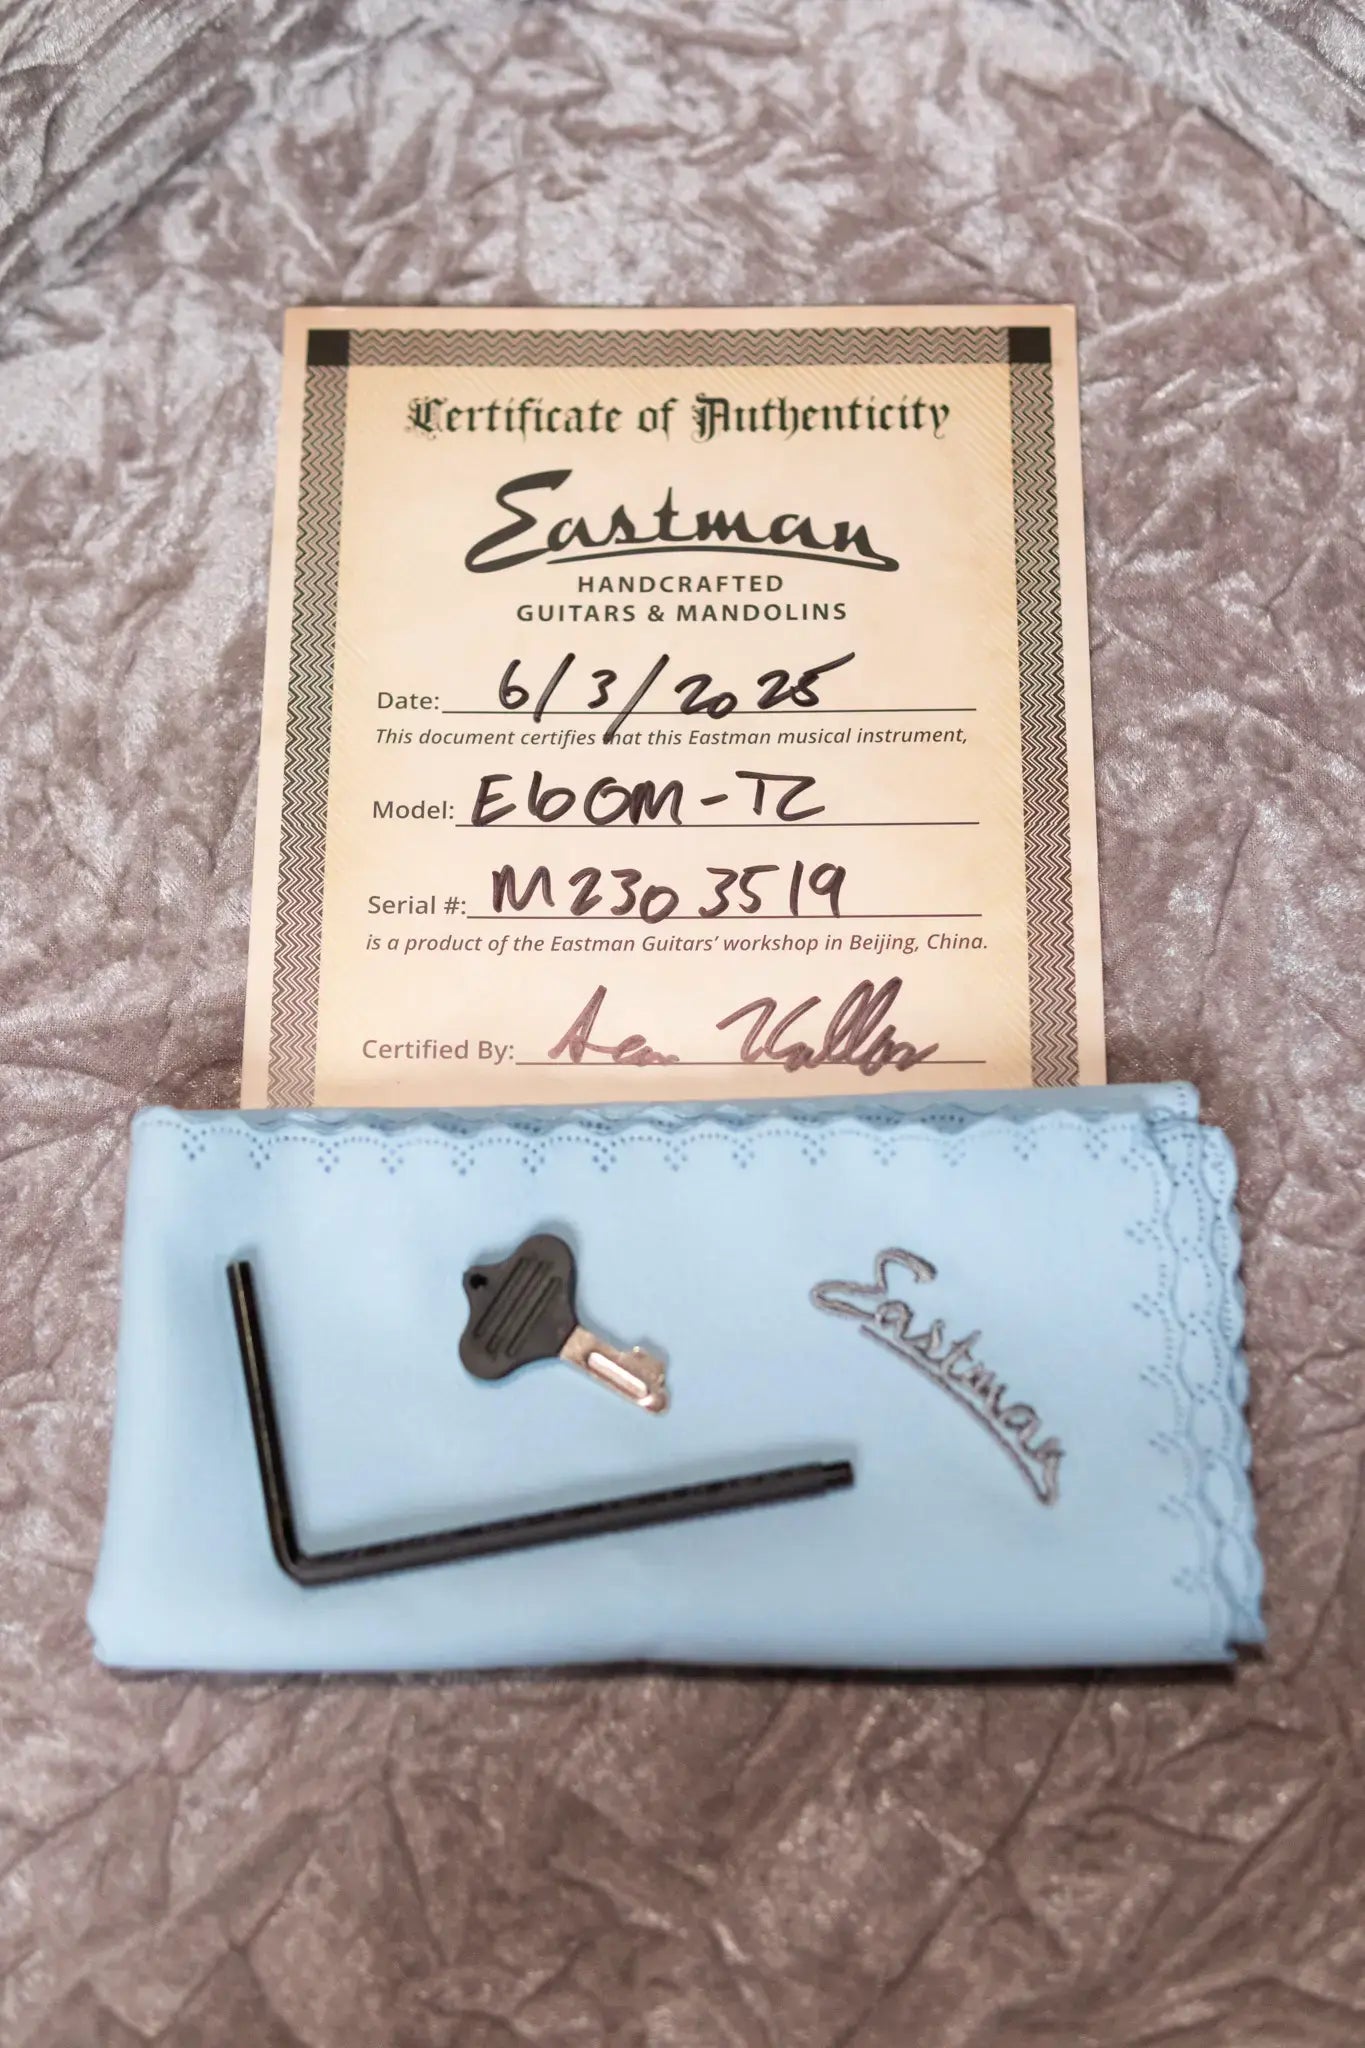 Certificate of Authenticity
Eastman
HANDCRAFTED
GUITARS & MANDOLINS
Date: 6/3/2025
This document certifies that this Eastman musical instrument,
Model: E6OM-TC
Serial #: M2303519
is a product of the Eastman Guitars' workshop in Beijing, China.
Certified By:
Eastman